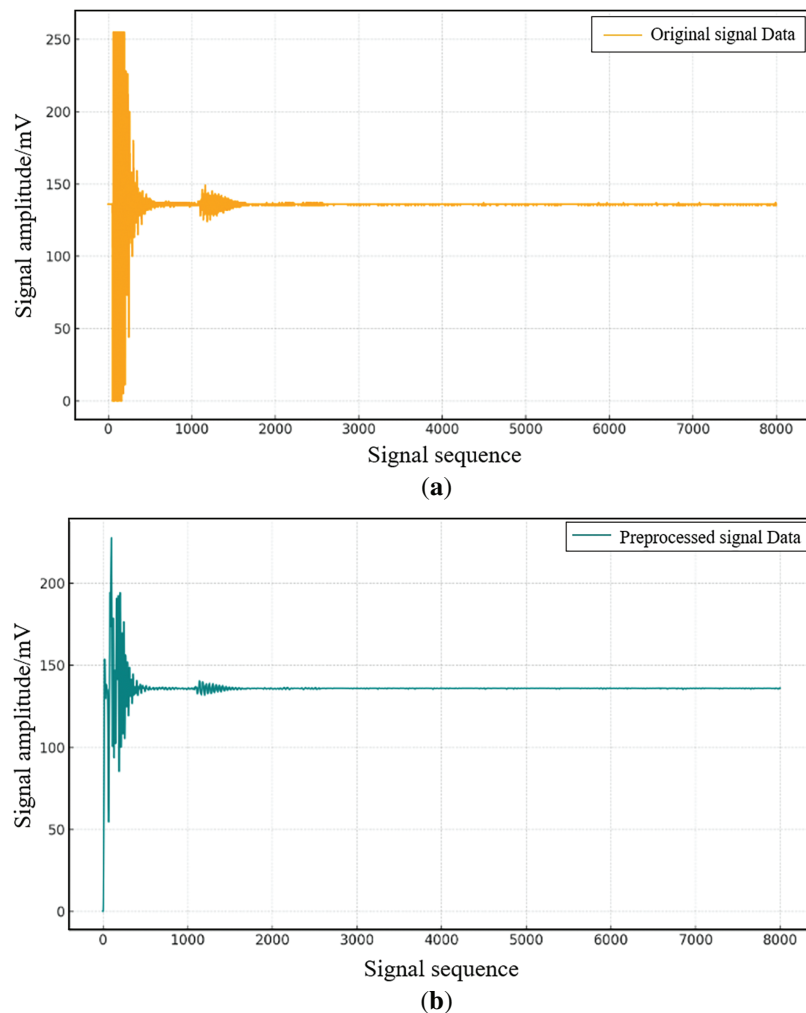 Original signal Data
250
200
150
100
50
0
Signal amplitude/mV
0 1000 2000 3000 4000 5000 6000 7000 8000
Signal sequence
(a)
Preprocessed signal Data
200
150
100
50
0
Signal amplitude/mV
0 1000 2000 3000 4000 5000 6000 7000 8000
Signal sequence
(b)